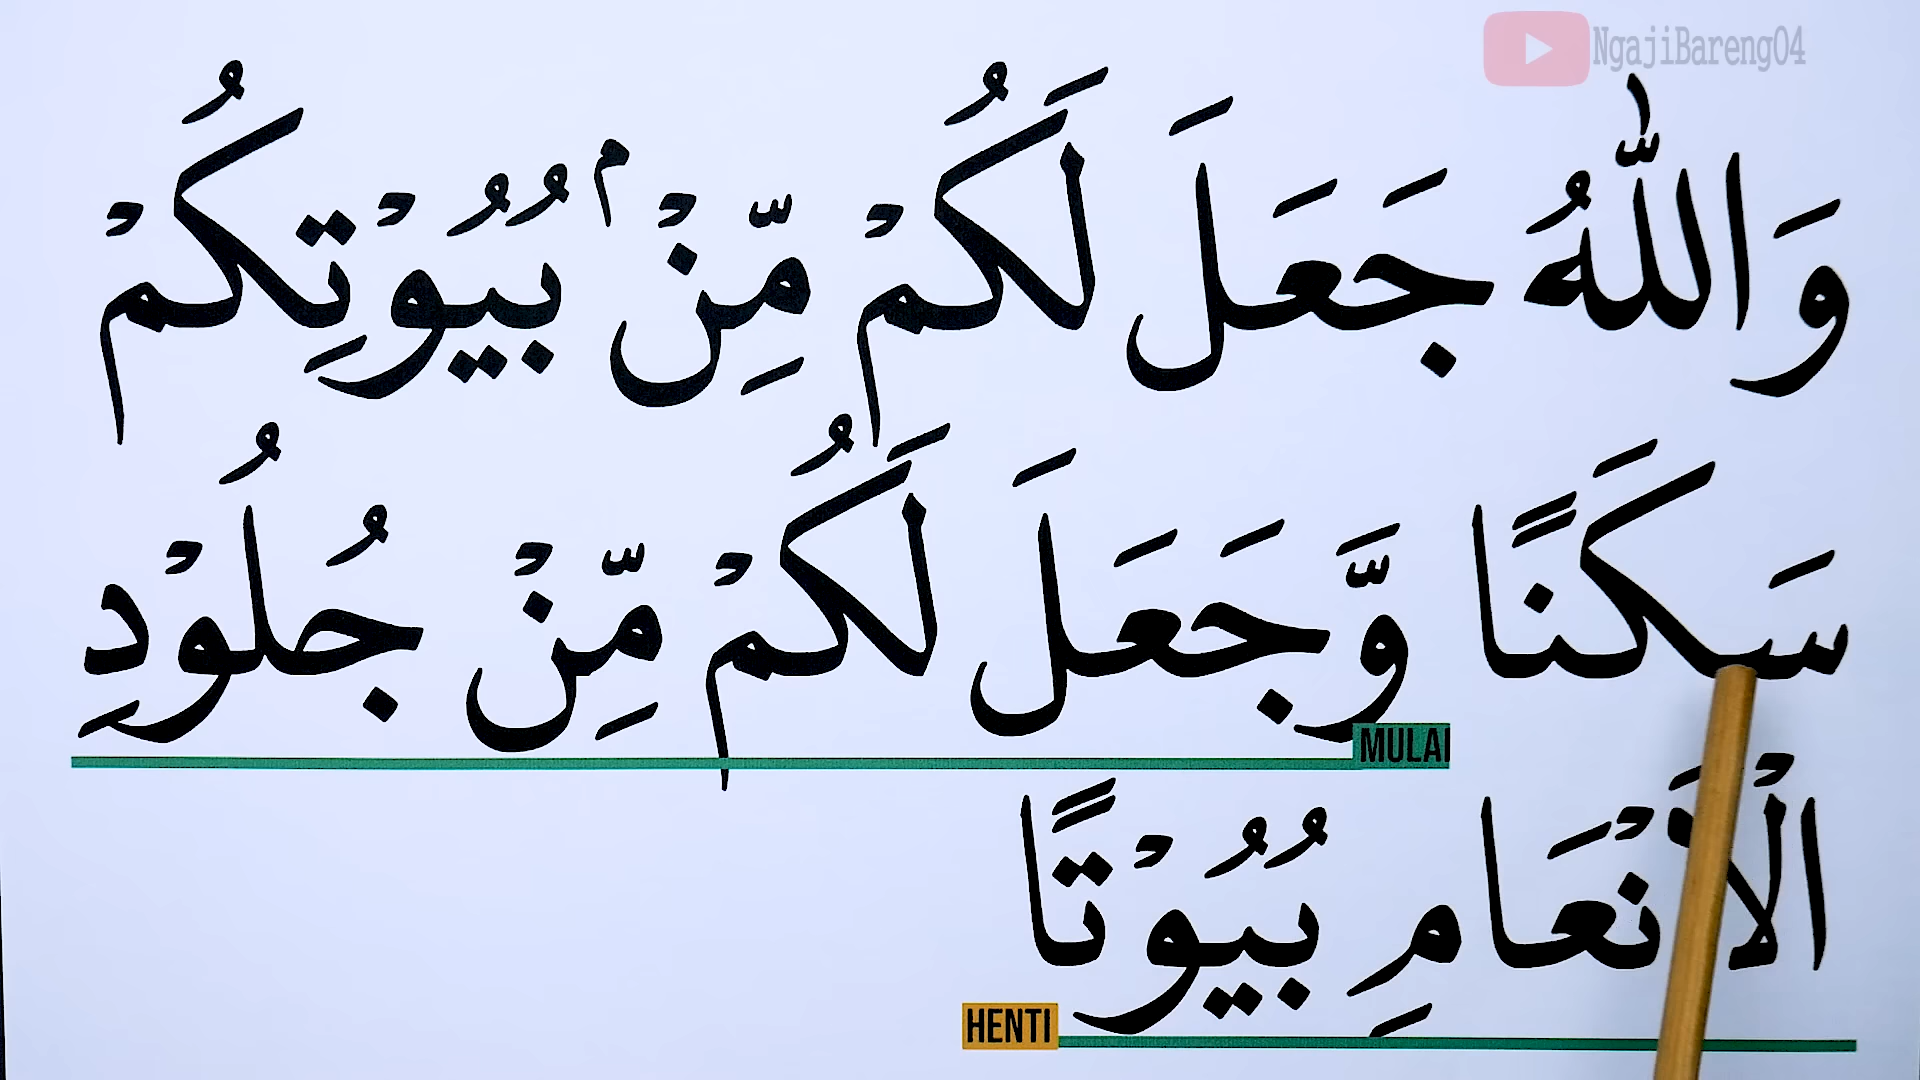 NgajiBareng04
وَاللّٰهُ جَعَلَ لَكُمْ مِّنْۢ بُيُوْتِكُمْ
سَكَنًا وَّجَعَلَ لَكُمْ مِّنْ جُلُوْدِ
MULAI
الْاَنْعَامِ بُيُوْتًا
HENTI